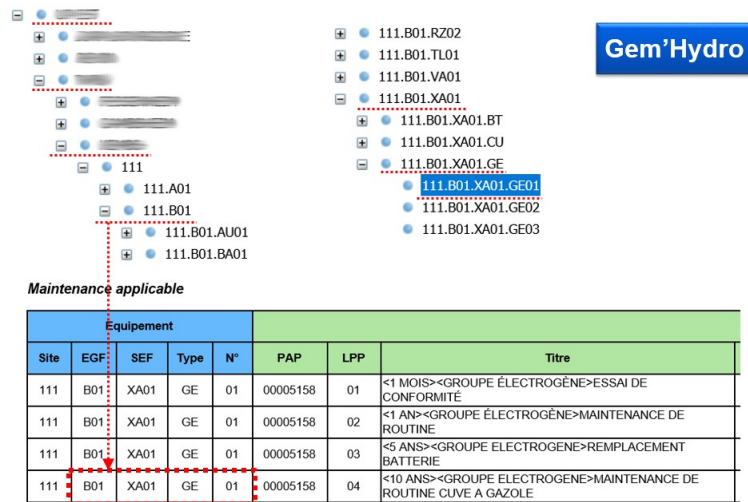 111
111.A01
111.B01
111.B01.AU01
111.B01.BA01
111.B01.RZ02
111.B01.TL01
111.B01.VA01
111.B01.XA01
111.B01.XA01.BT
111.B01.XA01.CU
111.B01.XA01.GE
111.B01.XA01.GE01
111.B01.XA01.GE02
111.B01.XA01.GE03
Gem'Hydro
Maintenance applicable
Equipement
Site EGF SEF Type N° PAP LPP Titre
111 B01 XA01 GE 01 00005158 01 <1 MOIS><GROUPE ÉLECTROGÈNE>ESSAI DE
CONFORMITÉ
111 B01 XA01 GE 01 00005158 02 <1 AN><GROUPE ÉLECTROGÈNE>MAINTENANCE DE
ROUTINE
111 B01 XA01 GE 01 00005158 03 <5 ANS><GROUPE ELECTROGENE>REMPLACEMENT
BATTERIE
111 B01 XA01 GE 01 00005158 04 <10 ANS><GROUPE ELECTROGENE>MAINTENANCE DE
ROUTINE CUVE A GAZOLE